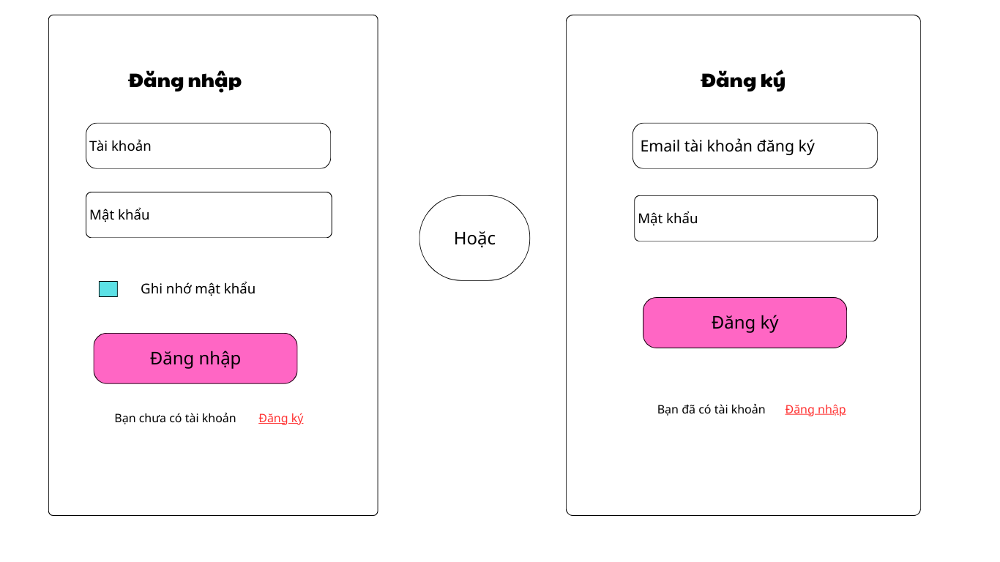 Đăng nhập
Tài khoản
Mật khẩu
Ghi nhớ mật khẩu
Đăng nhập
Bạn chưa có tài khoản Đăng ký
Hoặc
Đăng ký
Email tài khoản đăng ký
Mật khẩu
Đăng ký
Bạn đã có tài khoản Đăng nhập